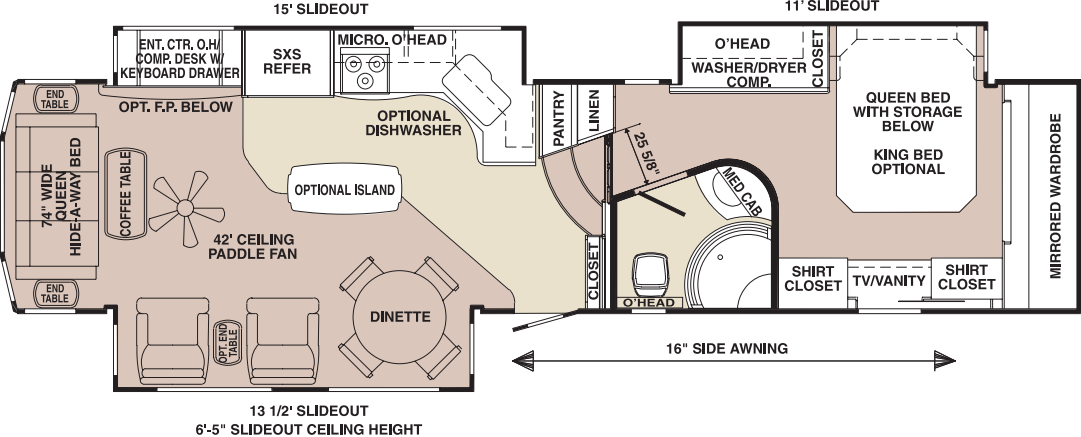 15' SLIDEOUT
11' SLIDEOUT
ENT. CTR. O.H/
COMP. DESK W/
KEYBOARD DRAWER
SXS
REFER
MICRO. O'HEAD
O'HEAD
WASHER/DRYER
COMP.
CLOSET
END
TABLE
OPT. F.P. BELOW
OPTIONAL
DISHWASHER
PANTRY
LINEN
QUEEN BED
WITH STORAGE
BELOW
KING BED
OPTIONAL
25 5/8"
74" WIDE
QUEEN
HIDE-A-WAY BED
COFFEE TABLE
OPTIONAL ISLAND
MED CAB
MIRRORED WARDROBE
42' CEILING
PADDLE FAN
CLOSET
SHIRT
CLOSET
TV/VANITY
SHIRT
CLOSET
END
TABLE
O'HEAD
OPT. END
TABLE
DINETTE
16" SIDE AWNING
13 1/2' SLIDEOUT
6'-5" SLIDEOUT CEILING HEIGHT